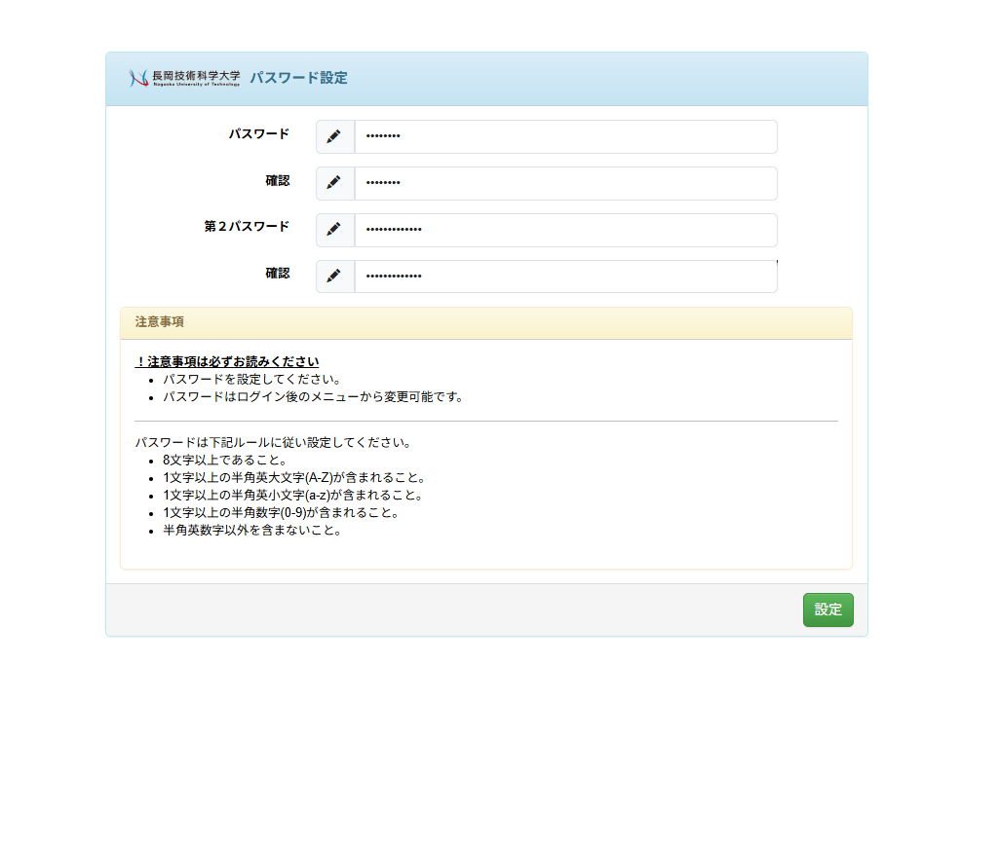 長岡技術科学大学 パスワード設定
Nagaoka University of Technology
パスワード ••••••••
確認 ••••••••
第２パスワード •••••••••••••
確認 •••••••••••••
注意事項
！注意事項は必ずお読みください
• パスワードを設定してください。
• パスワードはログイン後のメニューから変更可能です。
パスワードは下記ルールに従い設定してください。
• 8文字以上であること。
• 1文字以上の半角英大文字(A-Z)が含まれること。
• 1文字以上の半角英小文字(a-z)が含まれること。
• 1文字以上の半角数字(0-9)が含まれること。
• 半角英数字以外を含まないこと。
設定